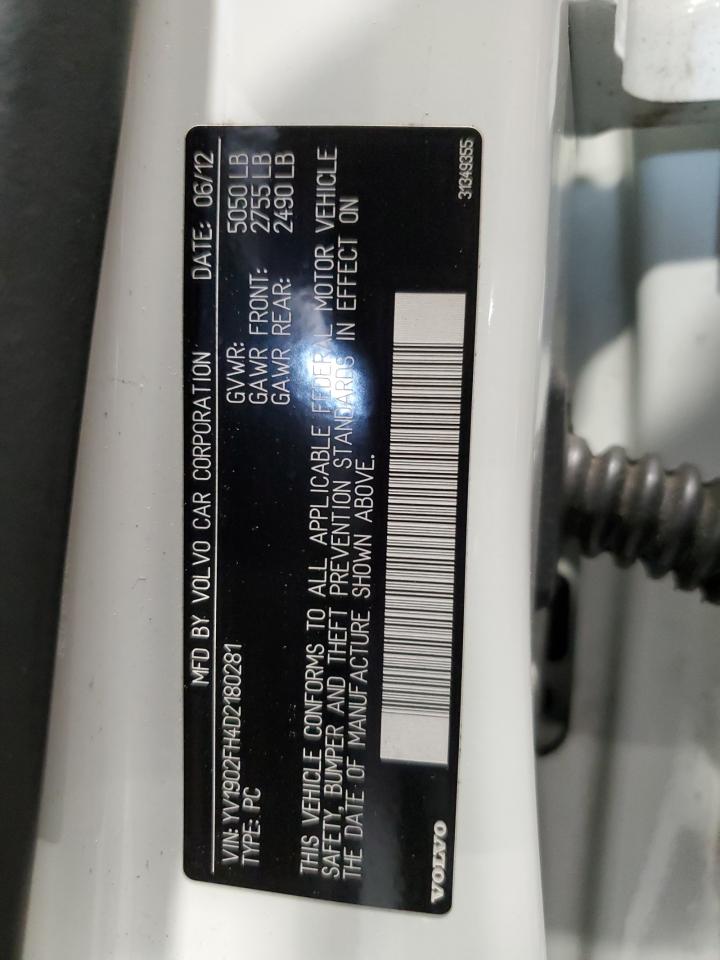 MFD BY VOLVO CAR CORPORATION DATE: 06/12
VIN: YV1902FH4D2180281 GVWR: 5050 LB
TYPE: PC GAWR FRONT: 2755 LB
GAWR REAR: 2490 LB
THIS VEHICLE CONFORMS TO ALL APPLICABLE FEDERAL MOTOR VEHICLE
SAFETY, BUMPER AND THEFT PREVENTION STANDARDS IN EFFECT ON
THE DATE OF MANUFACTURE SHOWN ABOVE.
VOLVO 31349355